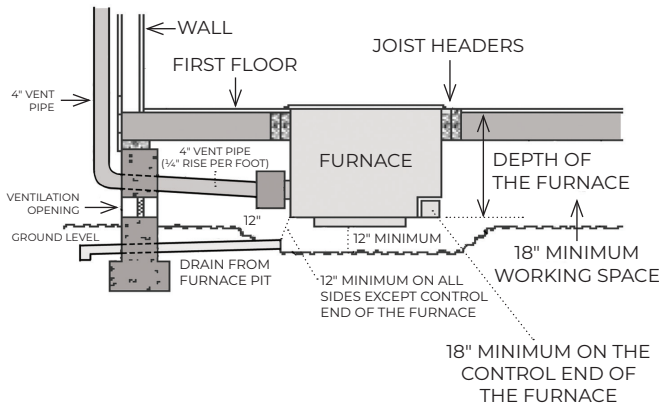 WALL
JOIST HEADERS
FIRST FLOOR
4" VENT
PIPE
4" VENT PIPE
(¼" RISE PER FOOT)
FURNACE
DEPTH OF
THE FURNACE
VENTILATION
OPENING
12"
GROUND LEVEL
12" MINIMUM
18" MINIMUM
WORKING SPACE
DRAIN FROM
FURNACE PIT
12" MINIMUM ON ALL
SIDES EXCEPT CONTROL
END OF THE FURNACE
18" MINIMUM ON THE
CONTROL END OF
THE FURNACE